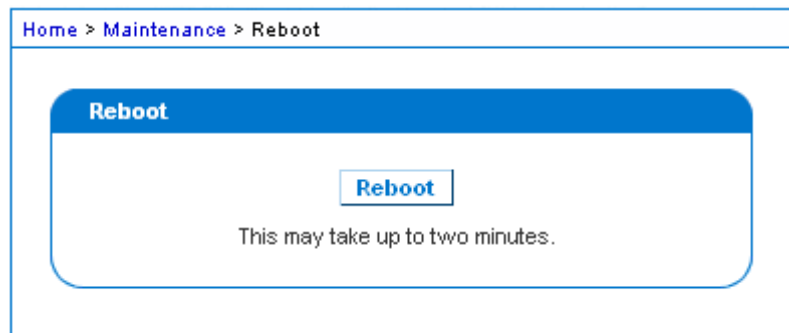 Home > Maintenance > Reboot
Reboot
Reboot
This may take up to two minutes.